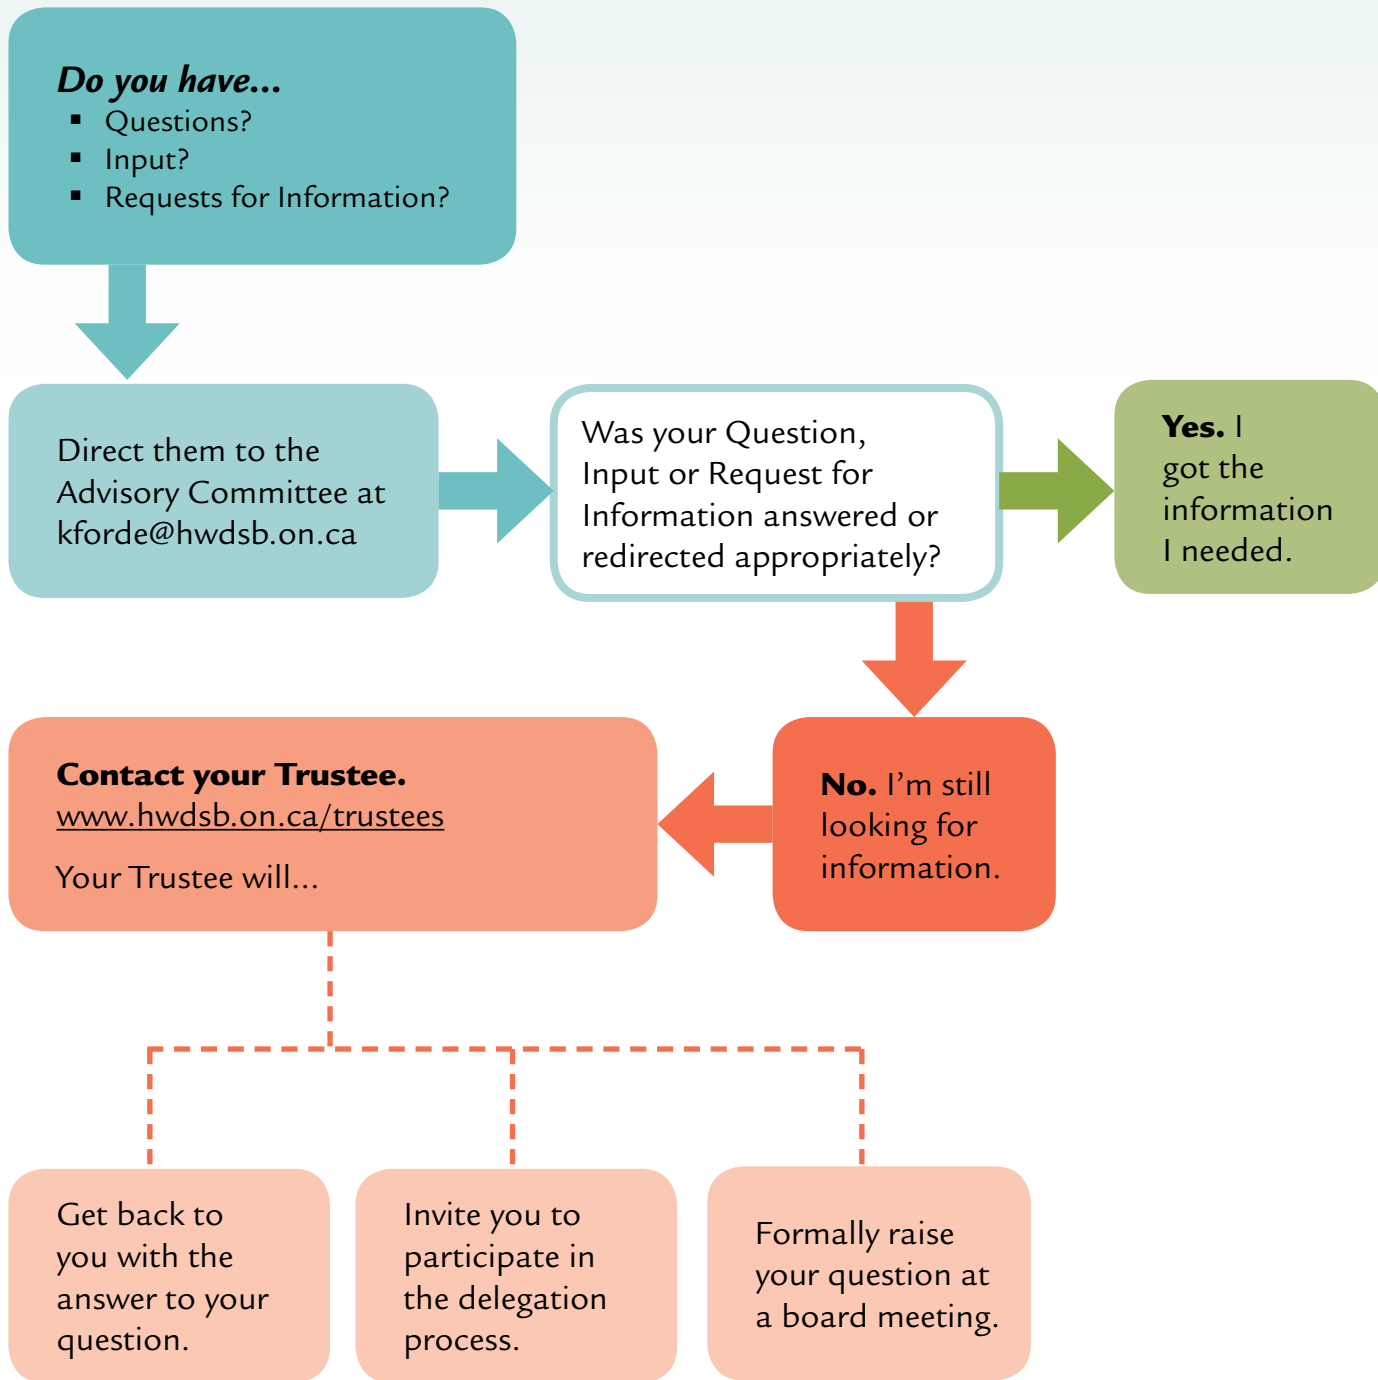 Do you have...
▪ Questions?
▪ Input?
▪ Requests for Information?
Direct them to the
Advisory Committee at
kforde@hwdsb.on.ca
Was your Question,
Input or Request for
Information answered or
redirected appropriately?
Yes. I
got the
information
I needed.
No. I'm still
looking for
information.
Contact your Trustee.
www.hwdsb.on.ca/trustees
Your Trustee will...
Get back to
you with the
answer to your
question.
Invite you to
participate in
the delegation
process.
Formally raise
your question at
a board meeting.